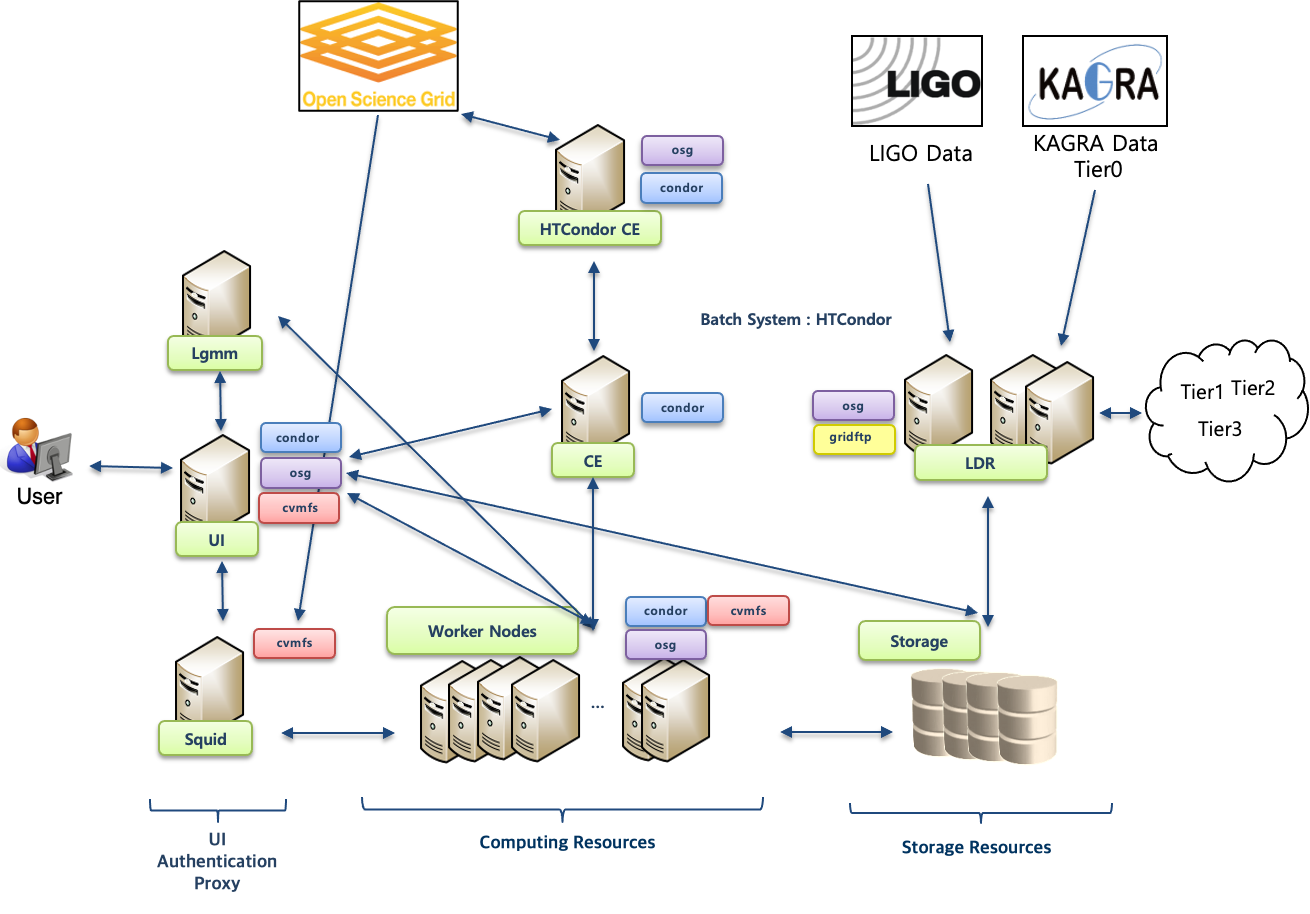 Open Science Grid
LIGO
KAGRA
LIGO Data
KAGRA Data
Tier0
osg
condor
HTCondor CE
Batch System : HTCondor
Lgmm
condor
CE
osg
gridftp
LDR
Tier1 Tier2
Tier3
User
condor
osg
cvmfs
UI
cvmfs
Squid
Worker Nodes
condor
cvmfs
osg
...
Storage
UI
Authentication
Proxy
Computing Resources
Storage Resources